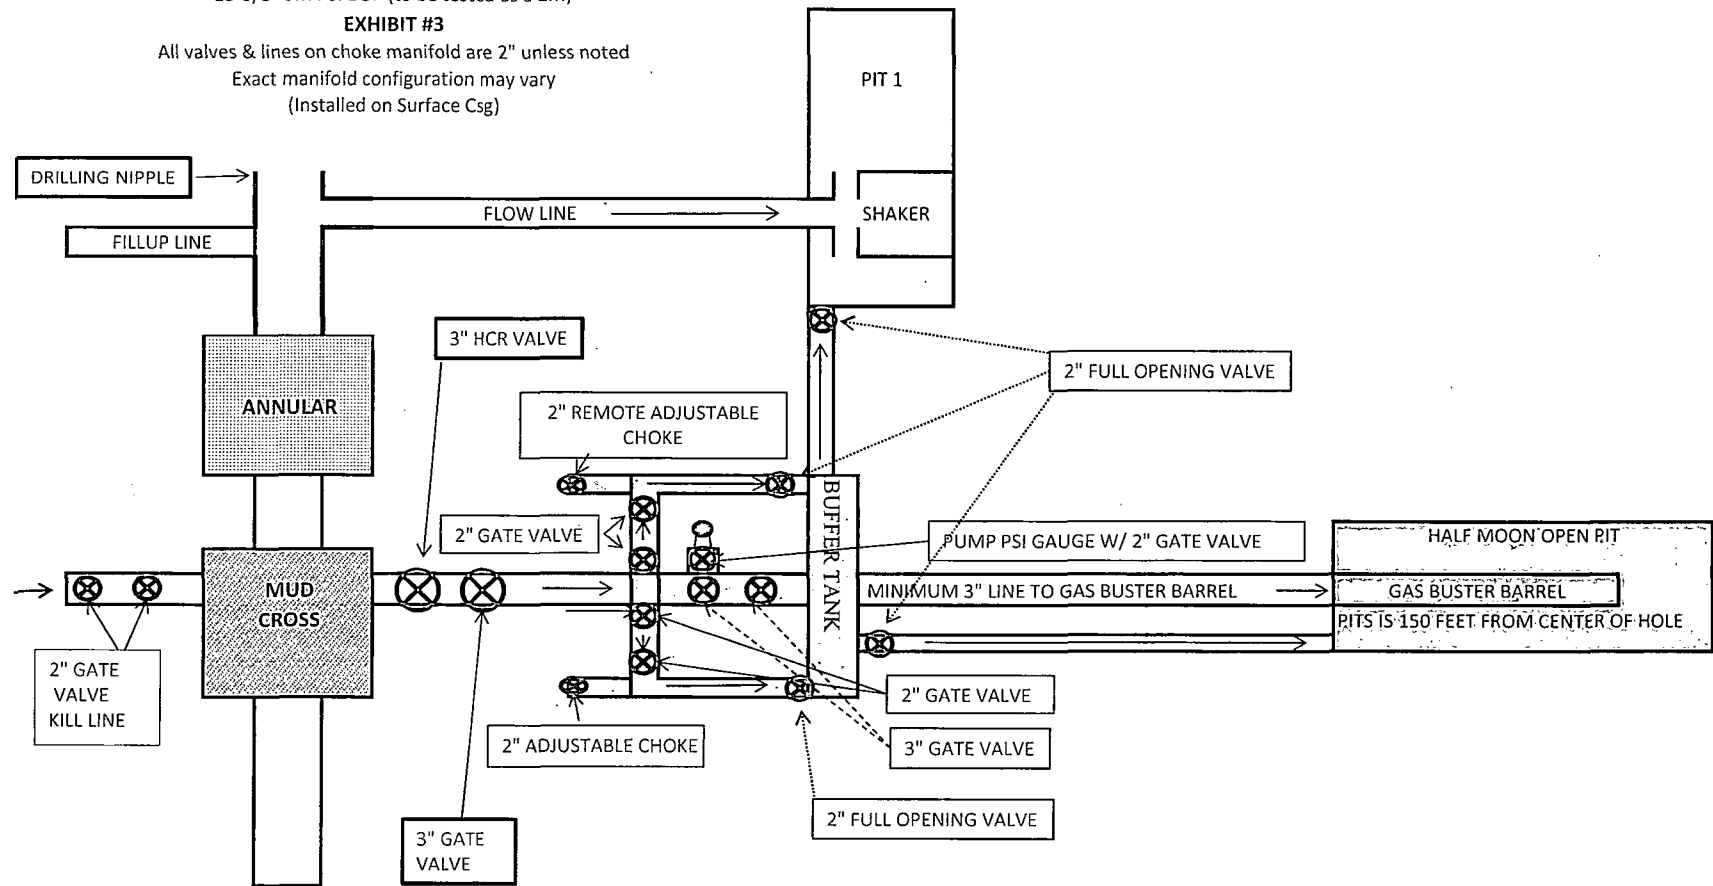 EXHIBIT #3
All valves & lines on choke manifold are 2" unless noted
Exact manifold configuration may vary
(Installed on Surface Csg)
PIT 1
DRILLING NIPPLE
FLOW LINE
SHAKER
FILLUP LINE
3" HCR VALVE
2" FULL OPENING VALVE
ANNULAR
2" REMOTE ADJUSTABLE
CHOKE
BUFFER TANK
2" GATE VALVE
PUMP PSI GAUGE W/ 2" GATE VALVE
HALF MOON OPEN PIT
MUD
CROSS
MINIMUM 3" LINE TO GAS BUSTER BARREL
GAS BUSTER BARREL
PITS IS 150 FEET FROM CENTER OF HOLE
2" GATE
VALVE
KILL LINE
2" GATE VALVE
2" ADJUSTABLE CHOKE
3" GATE VALVE
2" FULL OPENING VALVE
3" GATE
VALVE